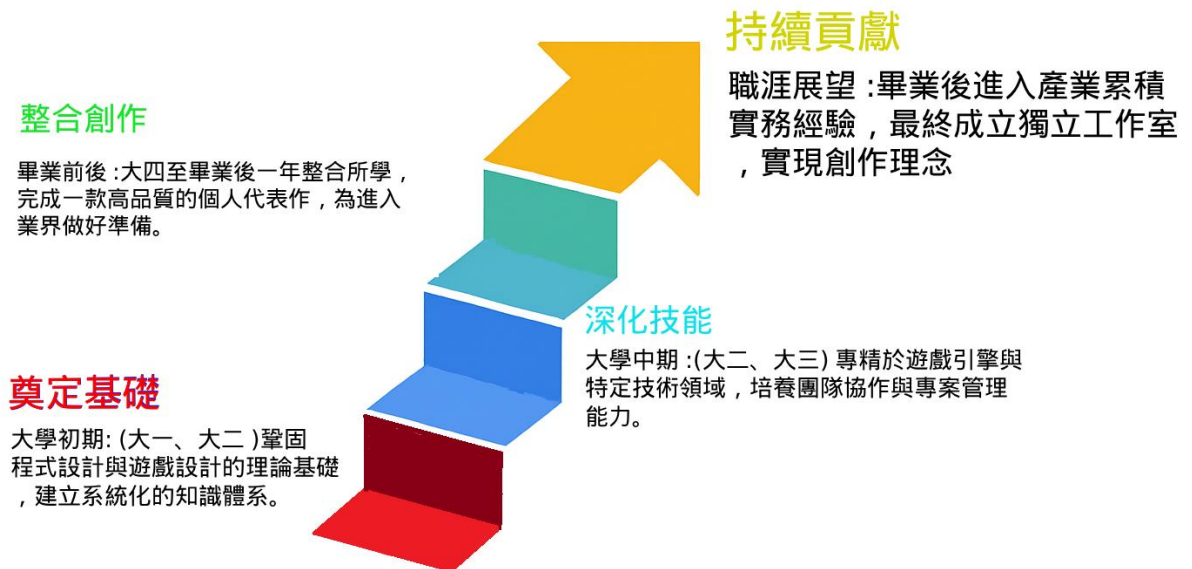 持續貢獻
職涯展望 :畢業後進入產業累積
實務經驗，最終成立獨立工作室
，實現創作理念
整合創作
畢業前後 :大四至畢業後一年整合所學，
完成一款高品質的個人代表作，為進入
業界做好準備。
深化技能
大學中期 :(大二、大三) 專精於遊戲引擎與
特定技術領域，培養團隊協作與專案管理
能力。
奠定基礎
大學初期: (大一、大二 )鞏固
程式設計與遊戲設計的理論基礎
，建立系統化的知識體系。